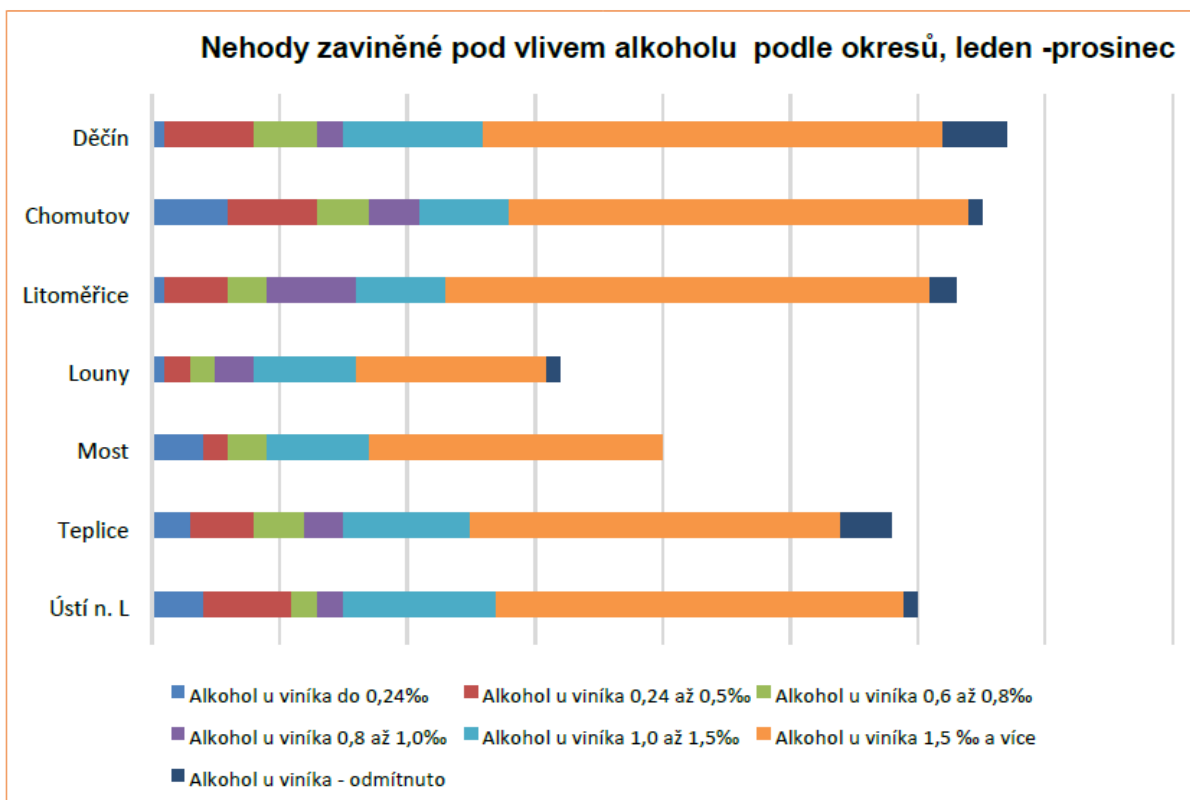 Nehody zaviněné pod vlivem alkoholu  podle okresů, leden -prosinec
Děčín
Chomutov
Litoměřice
Louny
Most
Teplice
Ústí n. L
Alkohol u viníka do 0,24‰ Alkohol u viníka 0,24 až 0,5‰ Alkohol u viníka 0,6 až 0,8‰
Alkohol u viníka 0,8 až 1,0‰ Alkohol u viníka 1,0 až 1,5‰ Alkohol u viníka 1,5 ‰ a více
Alkohol u viníka - odmítnuto